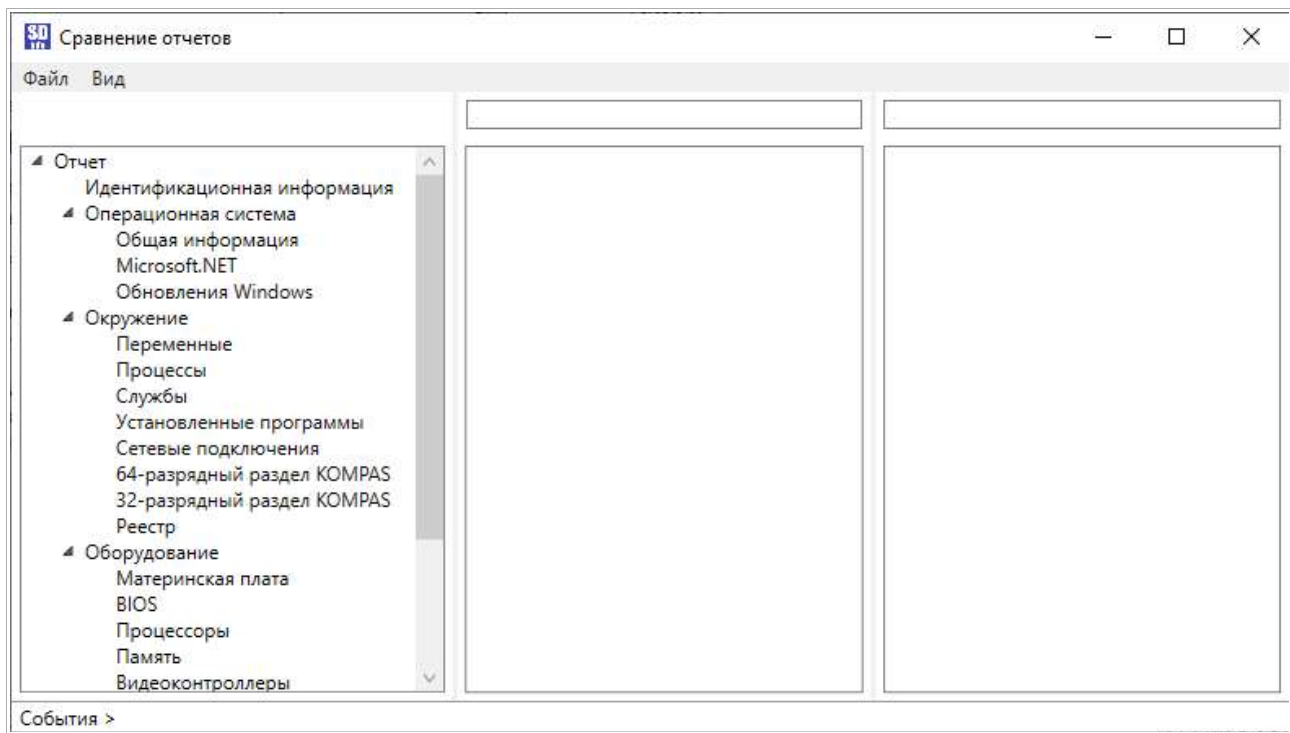 SD
Сравнение отчетов
Файл Вид
Отчет
Идентификационная информация
Операционная система
Общая информация
Microsoft.NET
Обновления Windows
Окружение
Переменные
Процессы
Службы
Установленные программы
Сетевые подключения
64-разрядный раздел KOMPAS
32-разрядный раздел KOMPAS
Реестр
Оборудование
Материнская плата
BIOS
Процессоры
Память
Видеоконтроллеры
События >